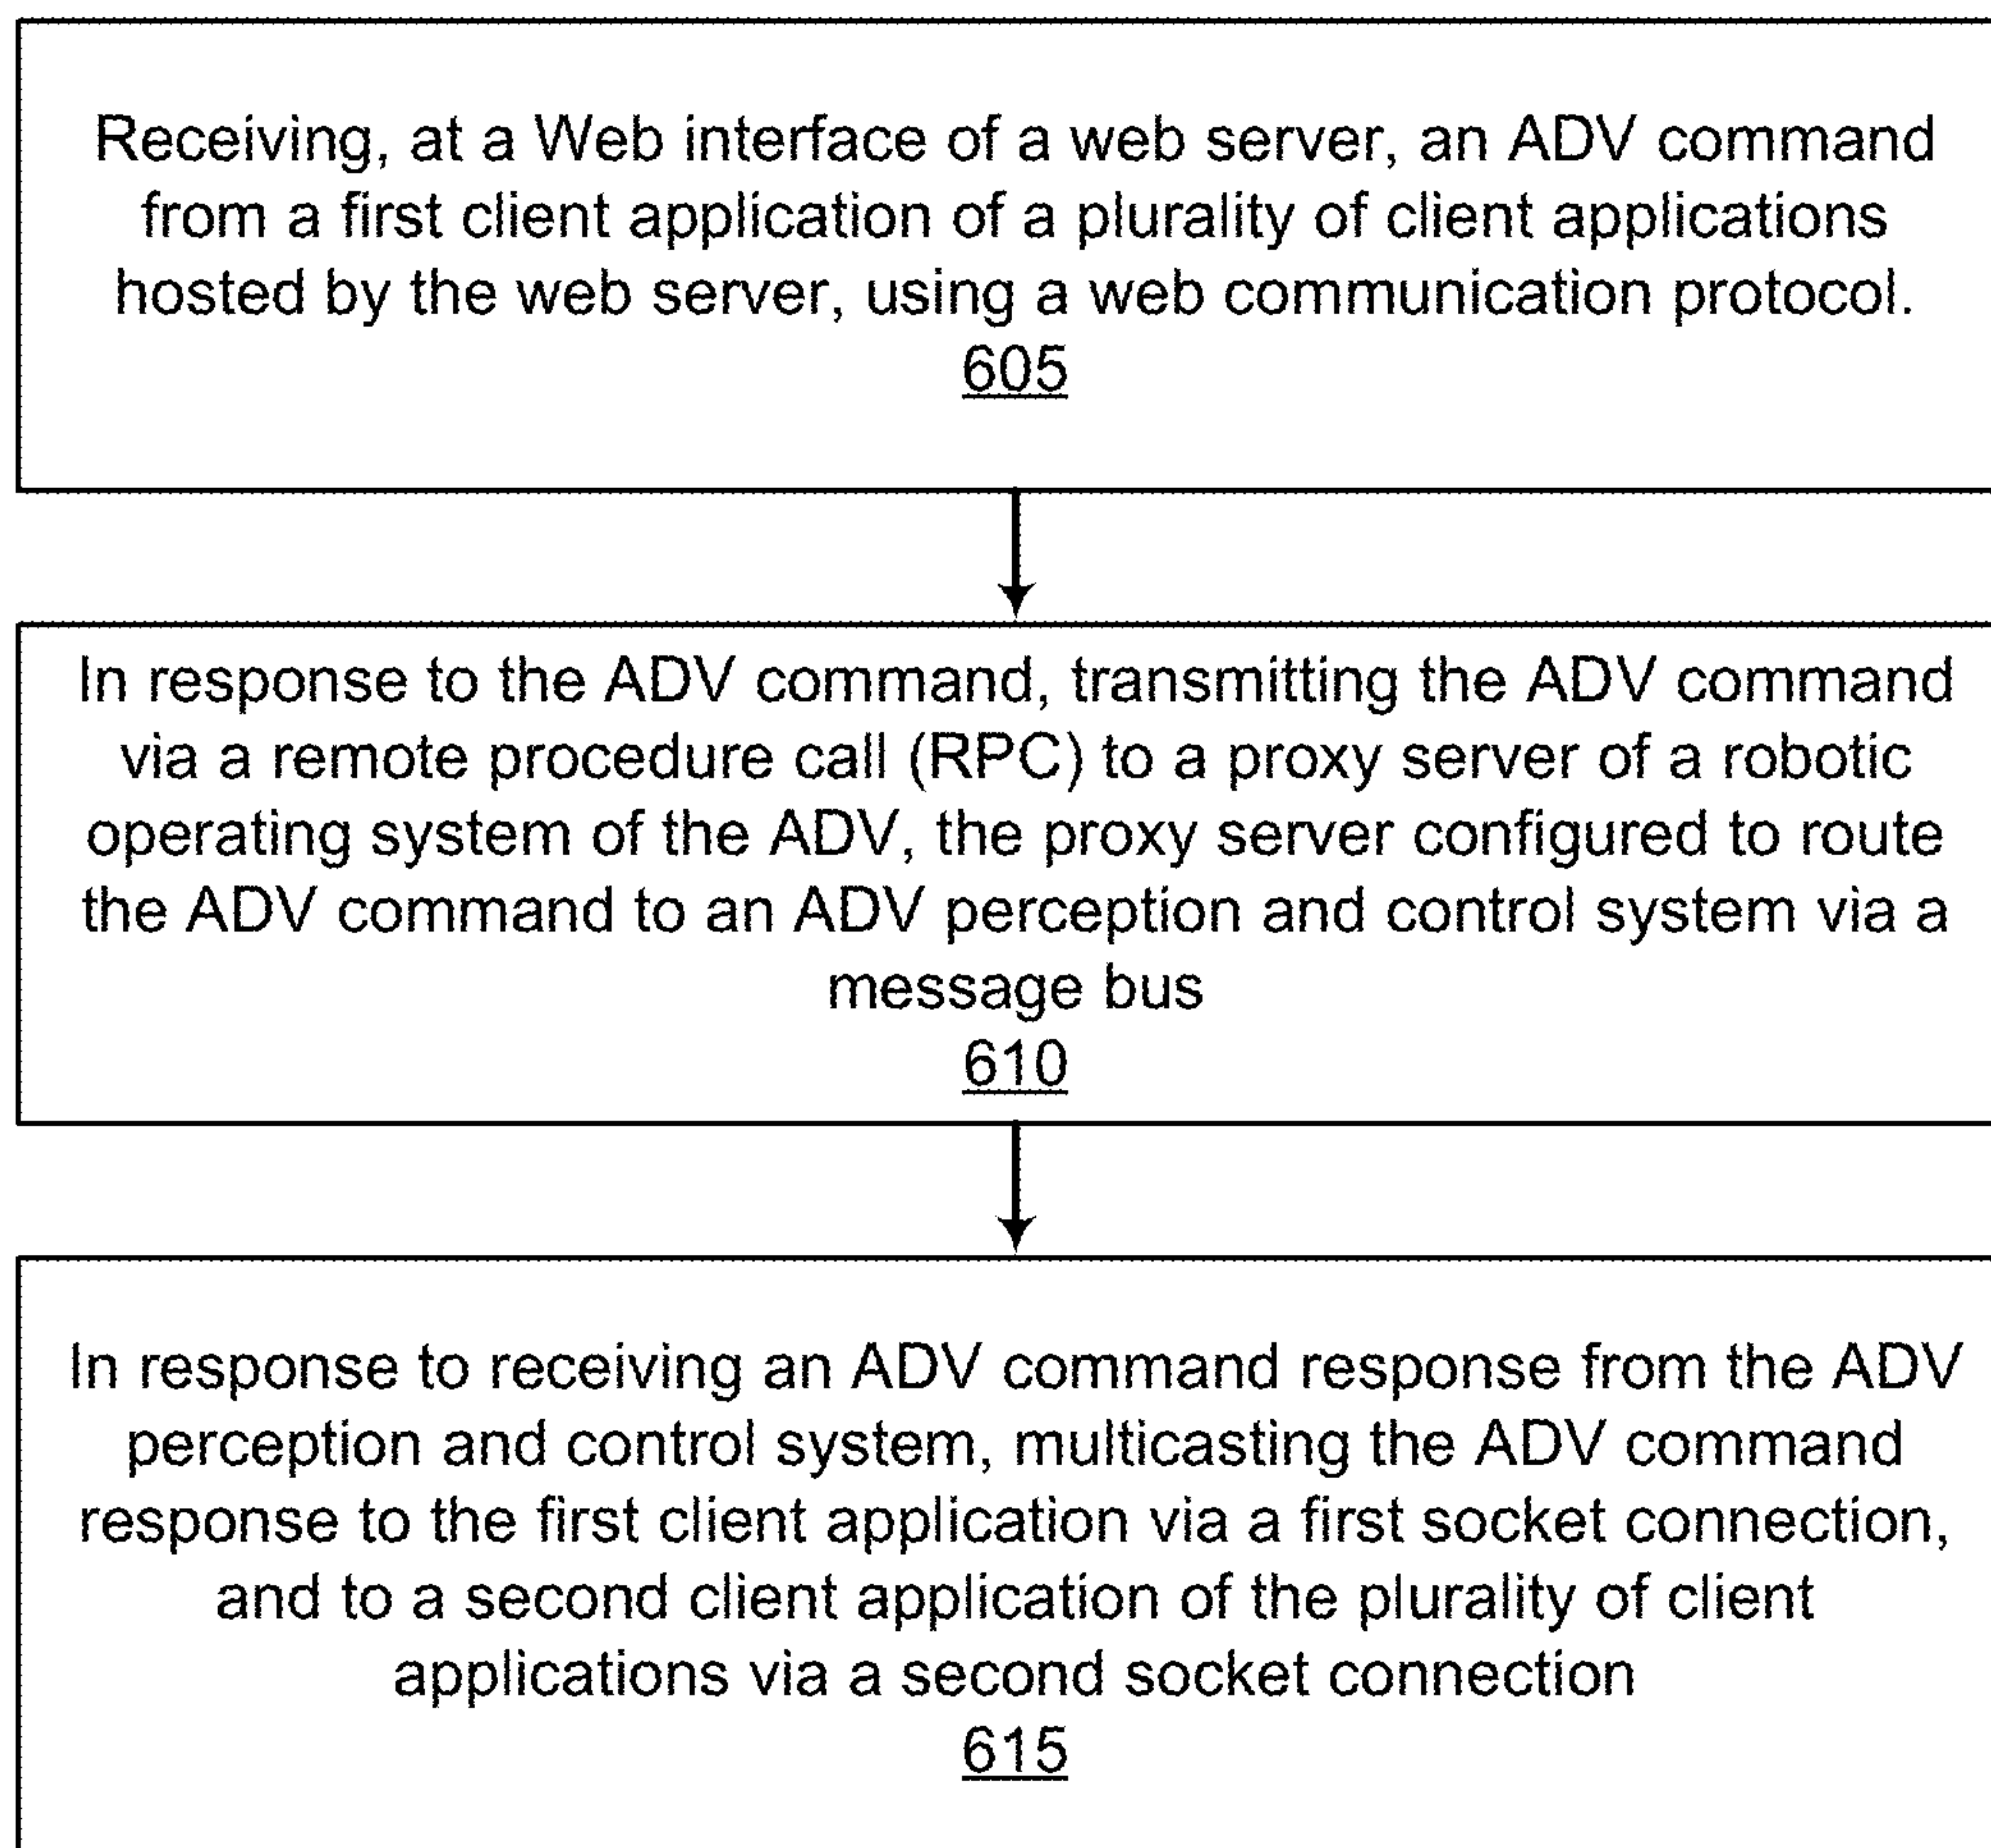 Receiving, at a Web interface of a web server, an ADV command
from a first client application of a plurality of client applications
hosted by the web server, using a web communication protocol.
605
In response to the ADV command, transmitting the ADV command
via a remote procedure call (RPC) to a proxy server of a robotic
operating system of the ADV, the proxy server configured to route
the ADV command to an ADV perception and control system via a
message bus
610
In response to receiving an ADV command response from the ADV
perception and control system, multicasting the ADV command
response to the first client application via a first socket connection,
and to a second client application of the plurality of client
applications via a second socket connection
615